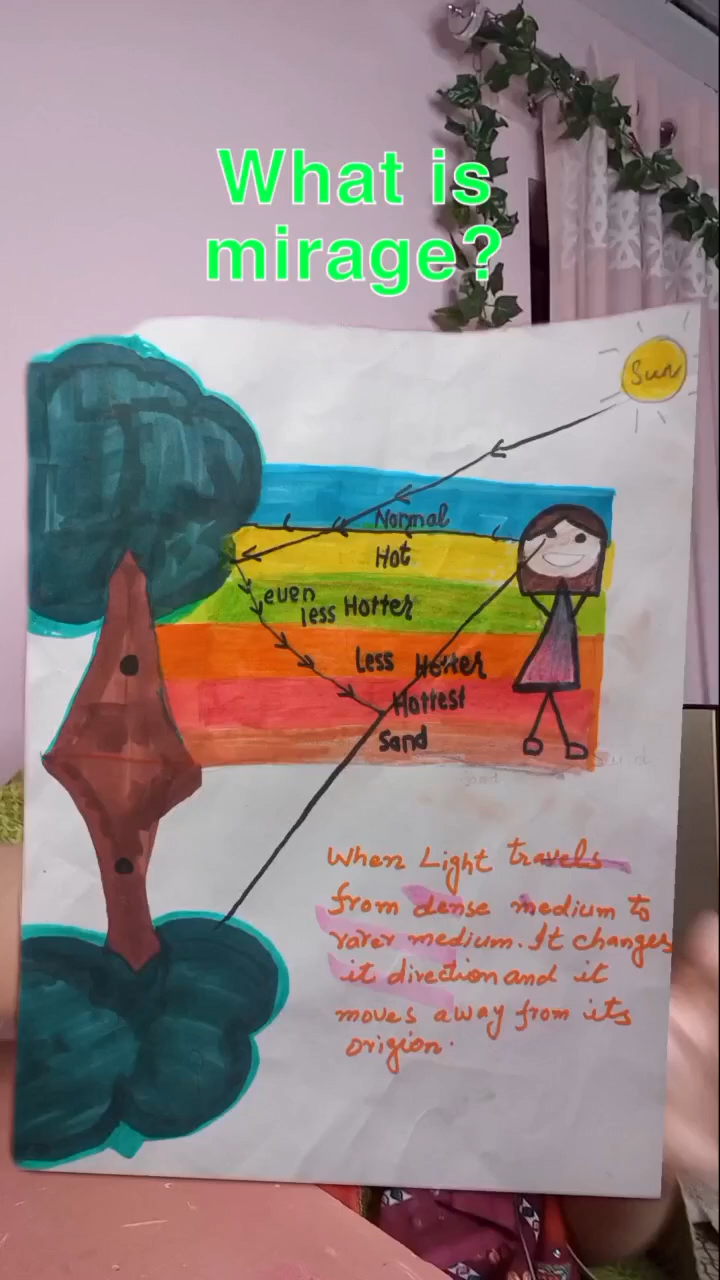 What is
mirage?
Sun
Normal
Hot
even
less Hotter
Less Hotter
Hottest
Sand
When Light travels
from dense medium to
rarer medium. It changes
it direction and it
moves away from its
origion.